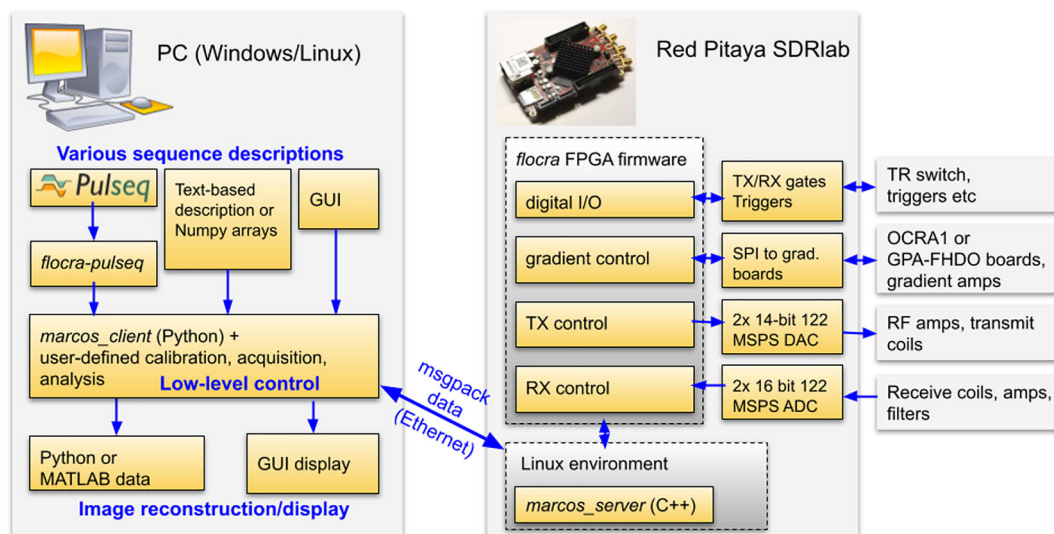 PC (Windows/Linux)
Various sequence descriptions
Pulseq
flocra-pulseq
Text-based
description or
Numpy arrays
GUI
marcos_client (Python) +
user-defined calibration, acquisition,
analysis
Low-level control
Python or
MATLAB data
GUI display
Image reconstruction/display
msgpack
data
(Ethernet)
Red Pitaya SDRlab
flocra FPGA firmware
digital I/O
gradient control
TX control
RX control
TX/RX gates
Triggers
SPI to grad.
boards
2x 14-bit 122
MSPS DAC
2x 16 bit 122
MSPS ADC
TR switch,
triggers etc
OCRA1 or
GPA-FHDO boards,
gradient amps
RF amps, transmit
coils
Receive coils, amps,
filters
Linux environment
marcos_server (C++)